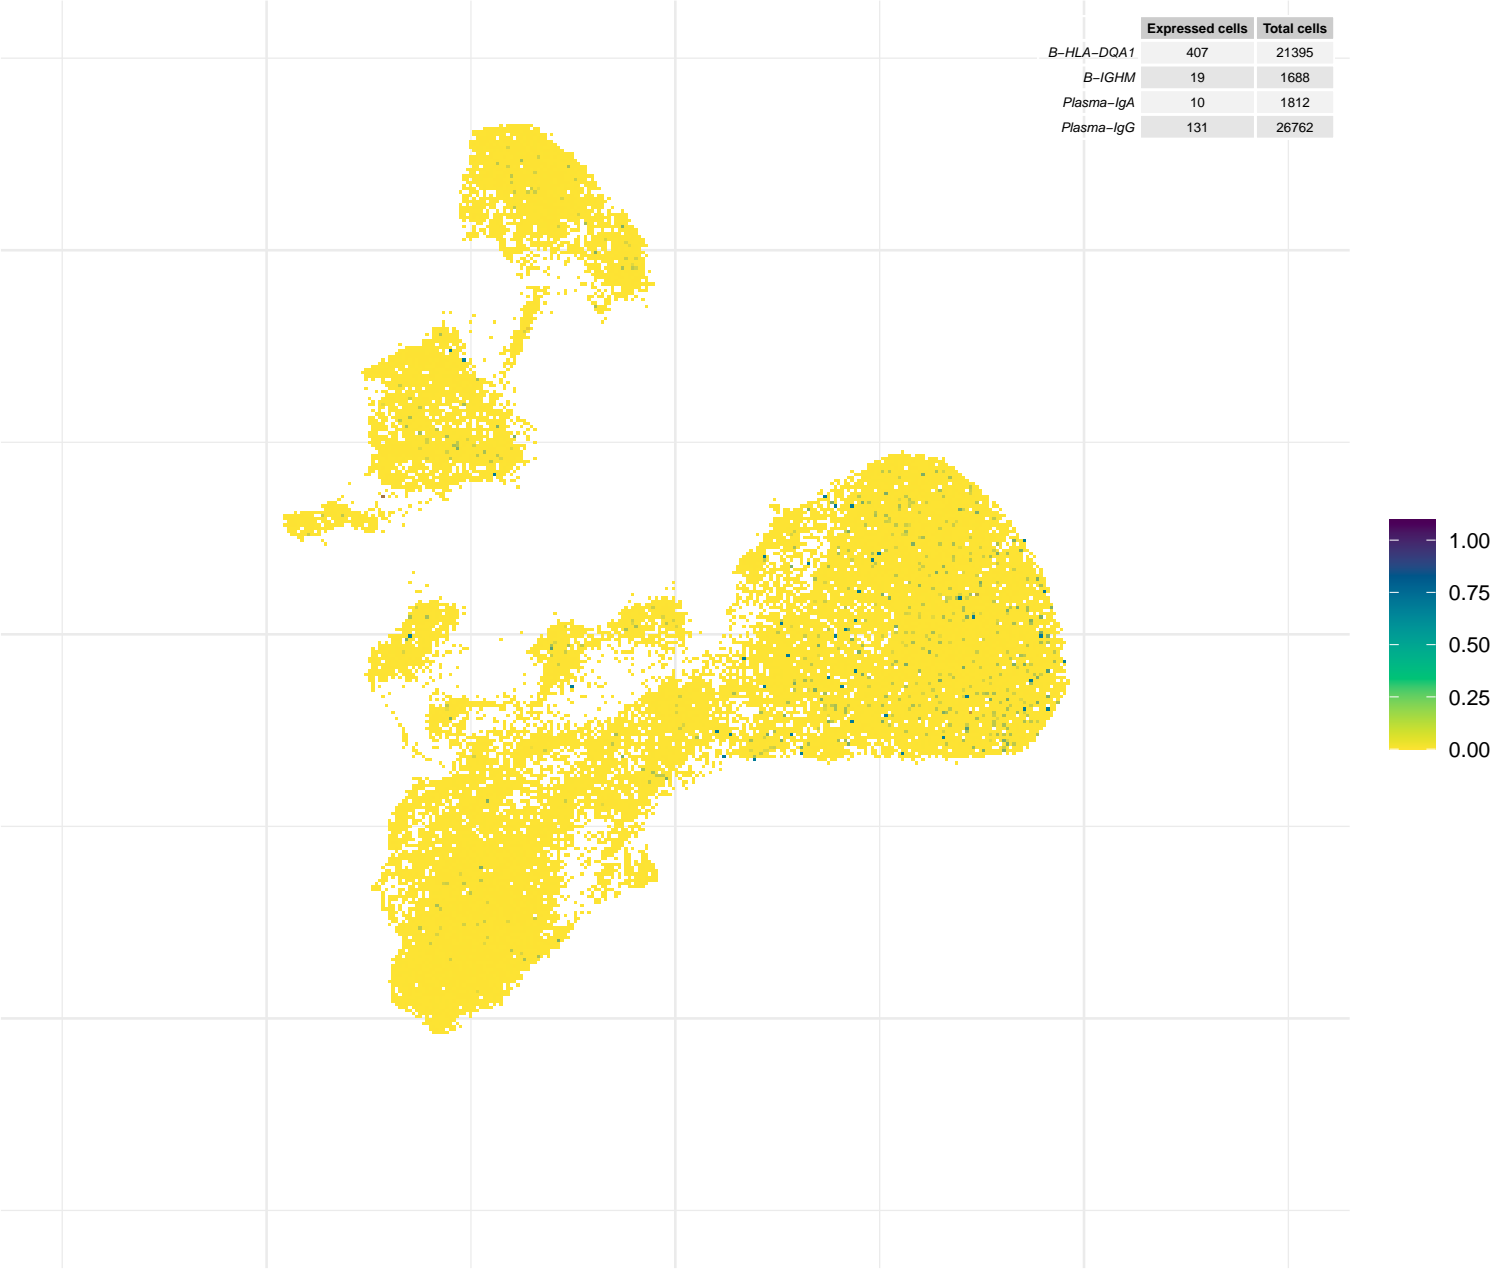 Expressed cells Total cells
B−HLA−DQA1 407 21395
B−IGHM 19 1688
Plasma−IgA 10 1812
Plasma−IgG 131 26762
1.00
0.75
0.50
0.25
0.00